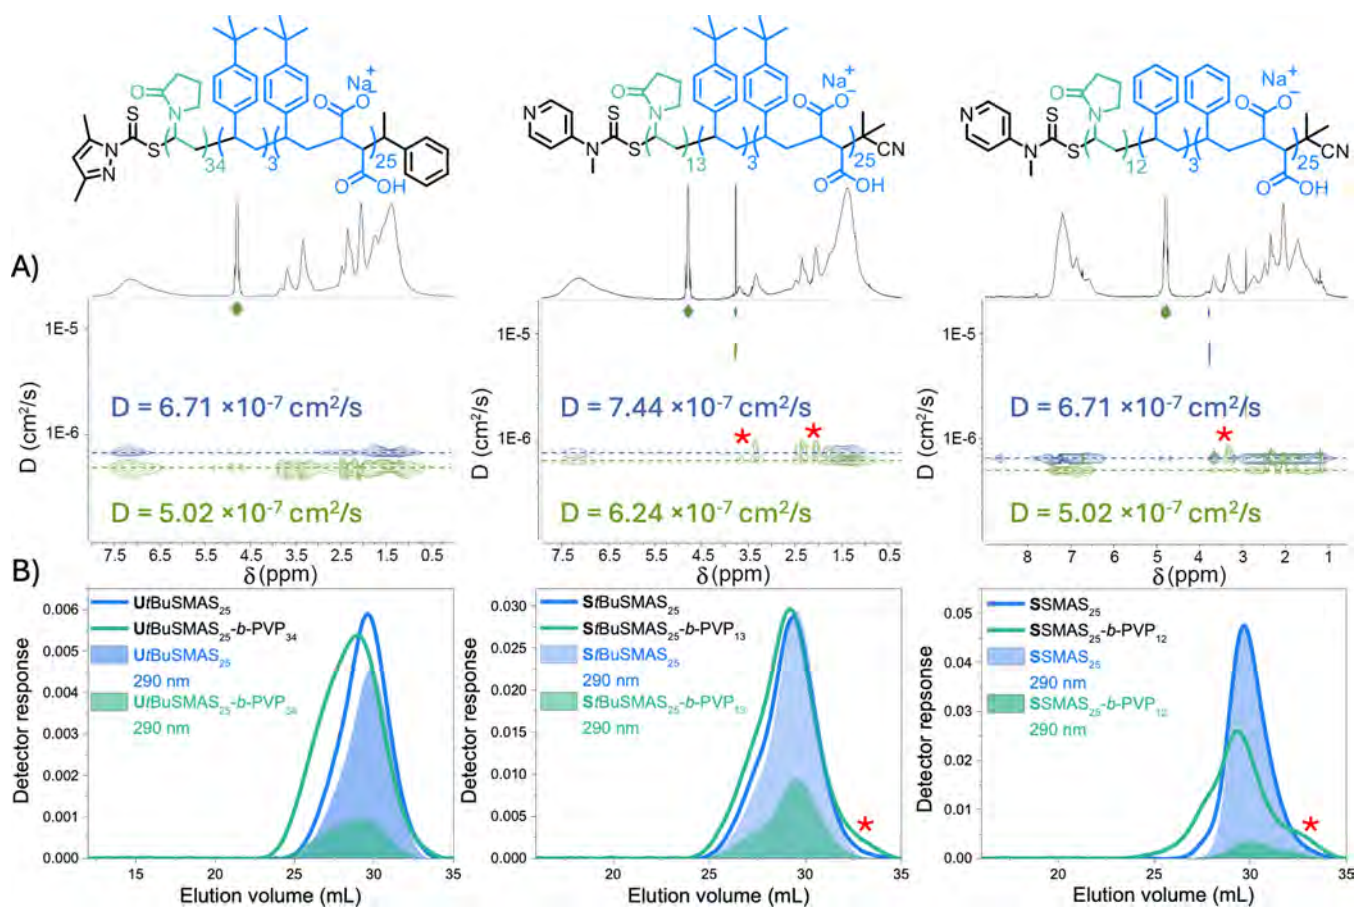 O N S S 34 3 O Na⁺ O⁻ O OH 25
N N
N N S S O N 13 3 O Na⁺ O⁻ O OH 25 CN
N N S S O N 12 3 O Na⁺ O⁻ O OH 25 CN
A)
1E-5
1E-6
D (cm²/s)
D = 6.71 ×10⁻⁷ cm²/s
D = 5.02 ×10⁻⁷ cm²/s
7.5 6.5 5.5 4.5 3.5 2.5 1.5 0.5
δ (ppm)
1E-5
1E-6
D (cm²/s)
D = 7.44 ×10⁻⁷ cm²/s
*
*
D = 6.24 ×10⁻⁷ cm²/s
7.5 6.5 5.5 4.5 3.5 2.5 1.5 0.5
δ (ppm)
1E-5
1E-6
D (cm²/s)
D = 6.71 ×10⁻⁷ cm²/s
*
D = 5.02 ×10⁻⁷ cm²/s
8 7 6 5 4 3 2 1
δ (ppm)
B)
Detector response
0.006
0.005
0.004
0.003
0.002
0.001
0.000
UtBuSMAS₂₅
UtBuSMAS₂₅-b-PVP₃₄
UtBuSMAS₂₅
290 nm
UtBuSMAS₂₅-b-PVP₃₄
290 nm
15 20 25 30 35
Elution volume (mL)
Detector response
0.030
0.025
0.020
0.015
0.010
0.005
0.000
StBuSMAS₂₅
StBuSMAS₂₅-b-PVP₁₃
StBuSMAS₂₅
290 nm
StBuSMAS₂₅-b-PVP₁₃
290 nm
*
20 25 30 35
Elution volume (mL)
Detector response
0.05
0.04
0.03
0.02
0.01
0.00
SSMAS₂₅
SSMAS₂₅-b-PVP₁₂
SSMAS₂₅
290 nm
SSMAS₂₅-b-PVP₁₂
290 nm
*
20 25 30 35
Elution volume (mL)